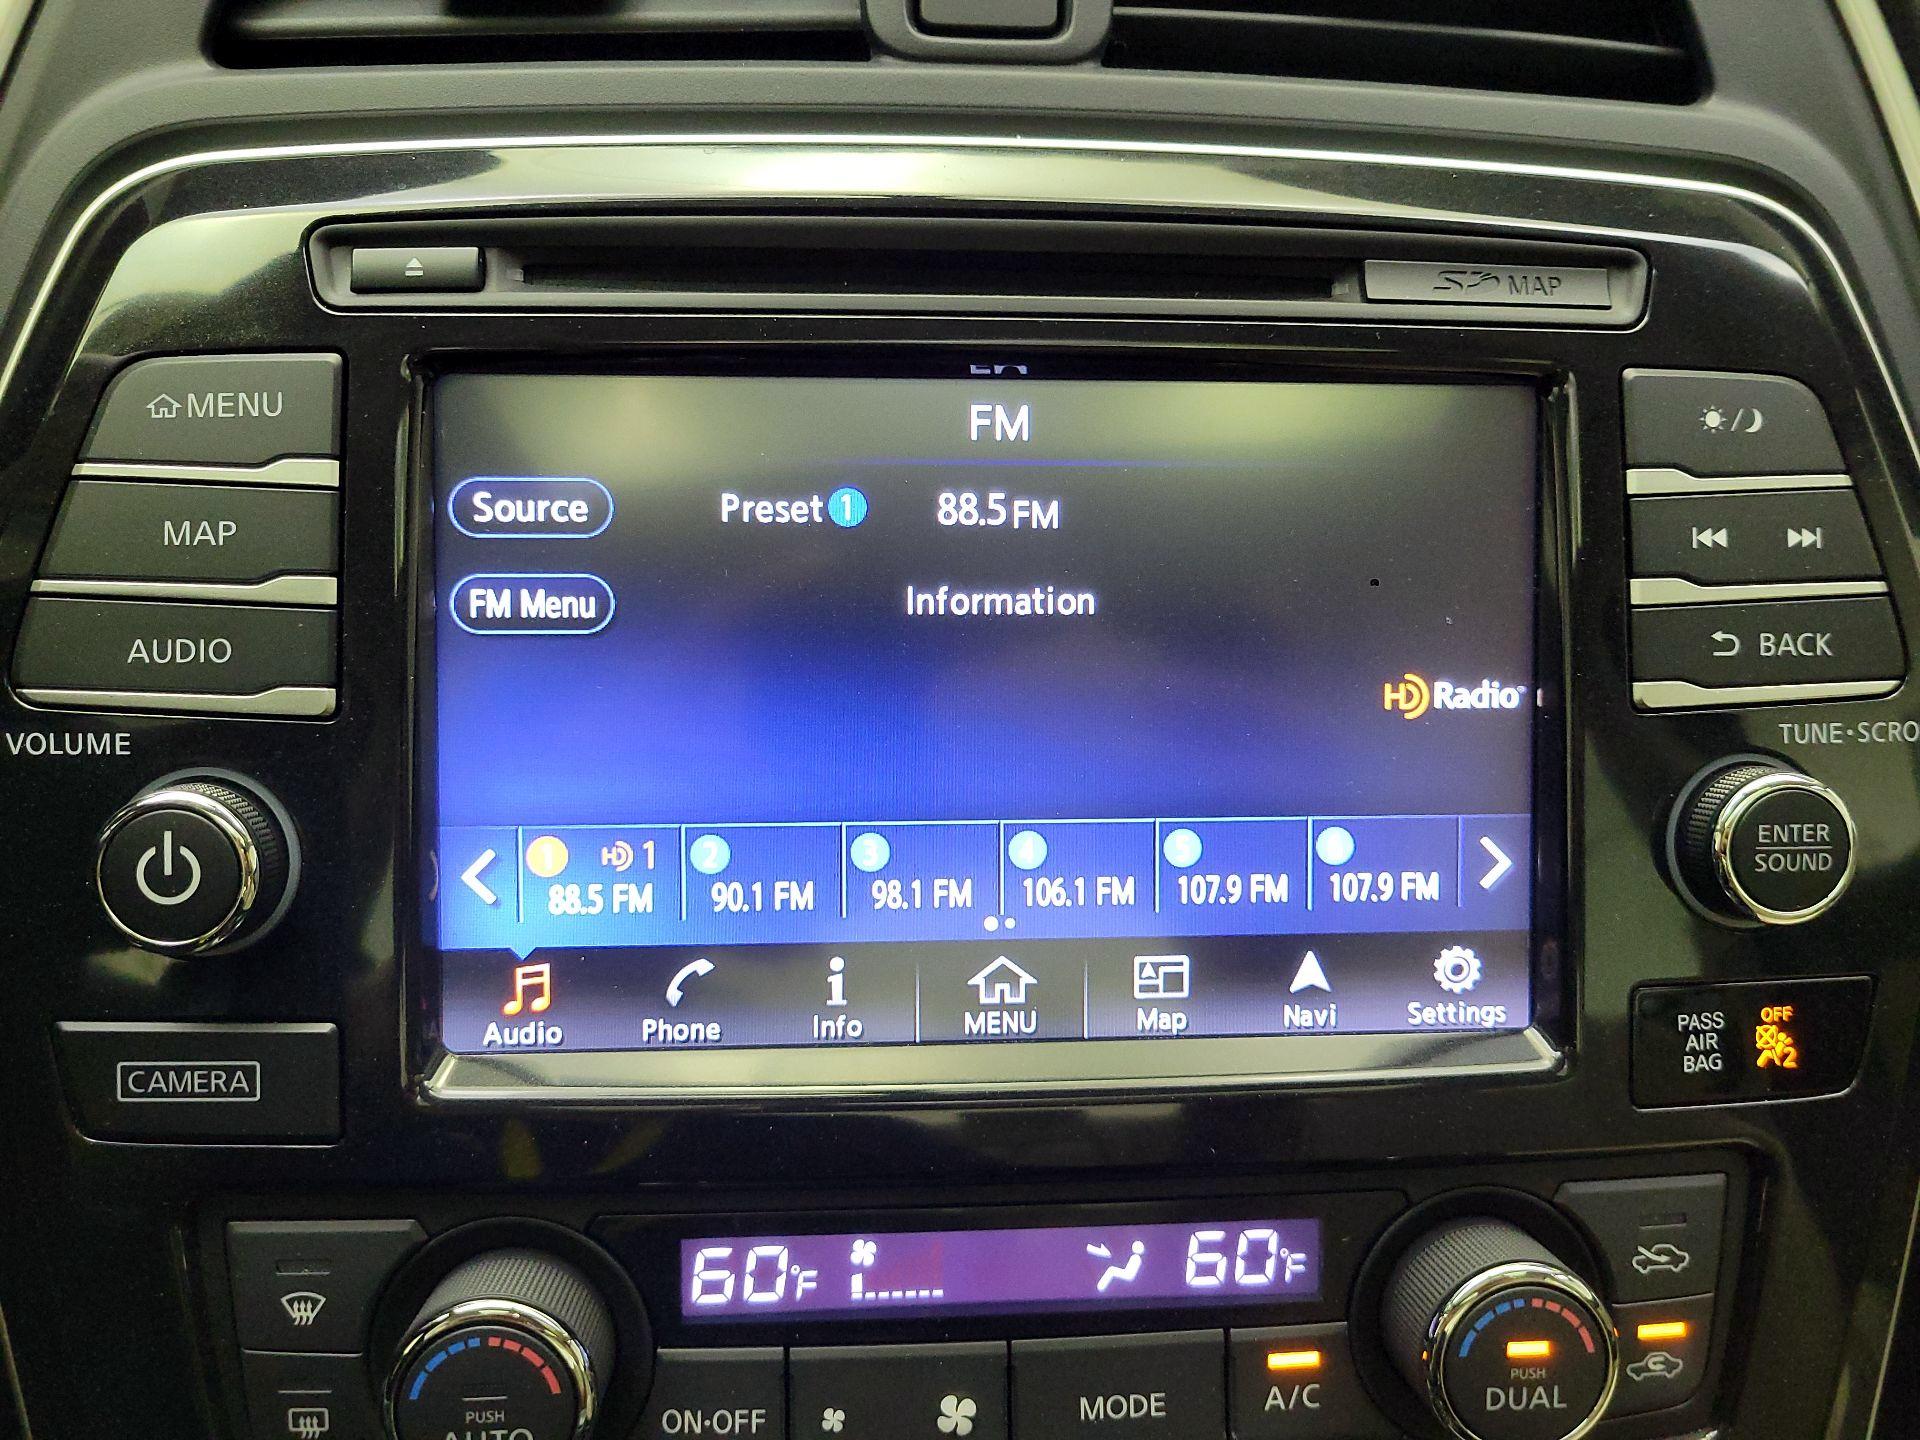 MAP
MENU
MAP
AUDIO
VOLUME
CAMERA
FM
Source
Preset 1
88.5 FM
FM Menu
Information
HD Radio
1 HD 1
88.5 FM
2
90.1 FM
3
98.1 FM
4
106.1 FM
5
107.9 FM
6
107.9 FM
Audio
Phone
i
Info
MENU
Map
Navi
Settings
BACK
TUNE·SCRO
ENTER
SOUND
PASS
AIR
BAG
OFF
2
60°F
60°F
PUSH
AUTO
ON·OFF
MODE
A/C
PUSH
DUAL